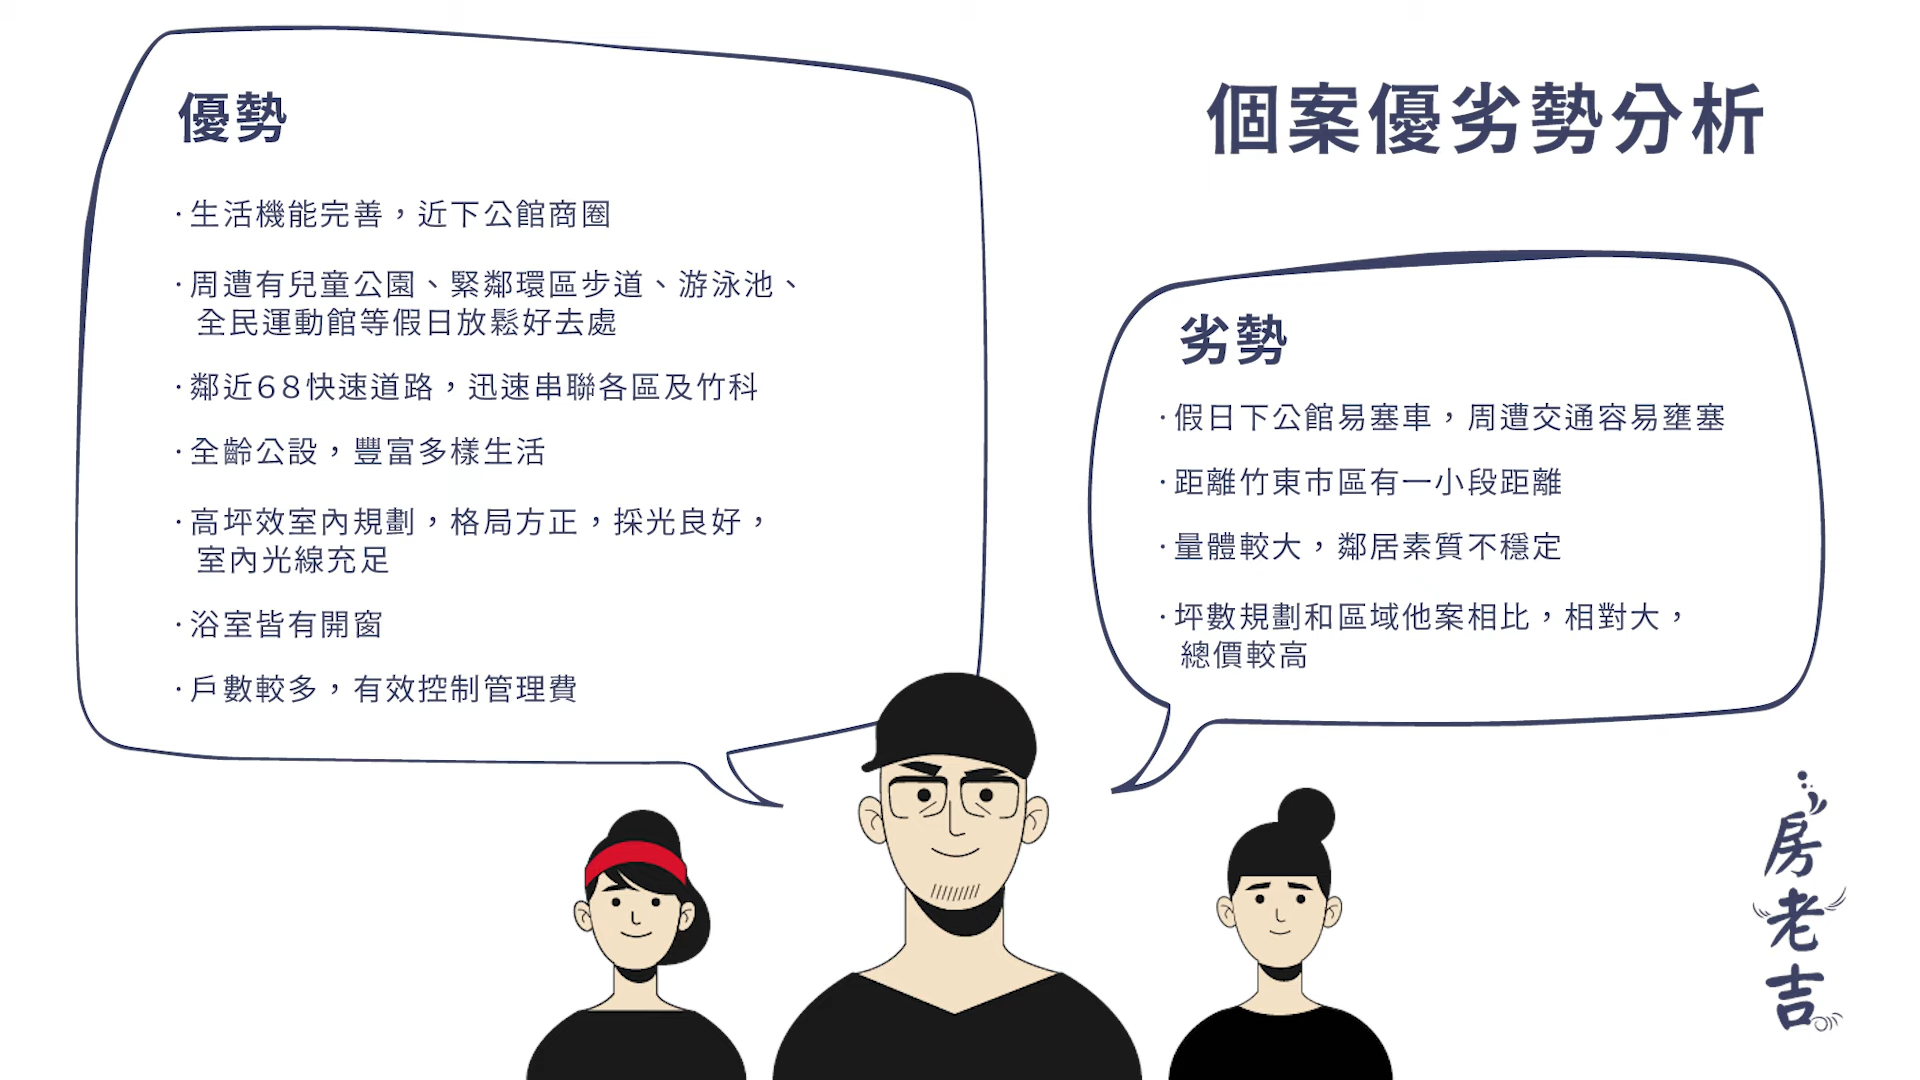 優勢
·生活機能完善，近下公館商圈
·周遭有兒童公園、緊鄰環區步道、游泳池、
全民運動館等假日放鬆好去處
·鄰近68快速道路，迅速串聯各區及竹科
·全齡公設，豐富多樣生活
·高坪效室內規劃，格局方正，採光良好，
室內光線充足
·浴室皆有開窗
·戶數較多，有效控制管理費
個案優劣勢分析
劣勢
·假日下公館易塞車，周遭交通容易壅塞
·距離竹東市區有一小段距離
·量體較大，鄰居素質不穩定
·坪數規劃和區域他案相比，相對大，
總價較高
房老吉